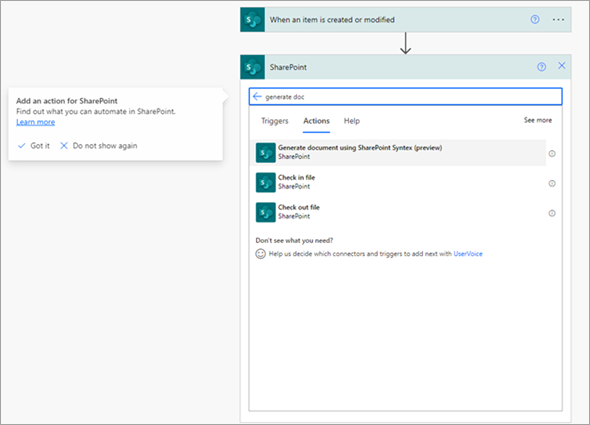 When an item is created or modified
SharePoint
generate doc
Add an action for SharePoint
Find out what you can automate in SharePoint.
Learn more
Got it
Do not show again
Triggers
Actions
Help
See more
Generate document using SharePoint Syntex (preview)
SharePoint
Check in file
SharePoint
Check out file
SharePoint
Don't see what you need?
Help us decide which connectors and triggers to add next with UserVoice